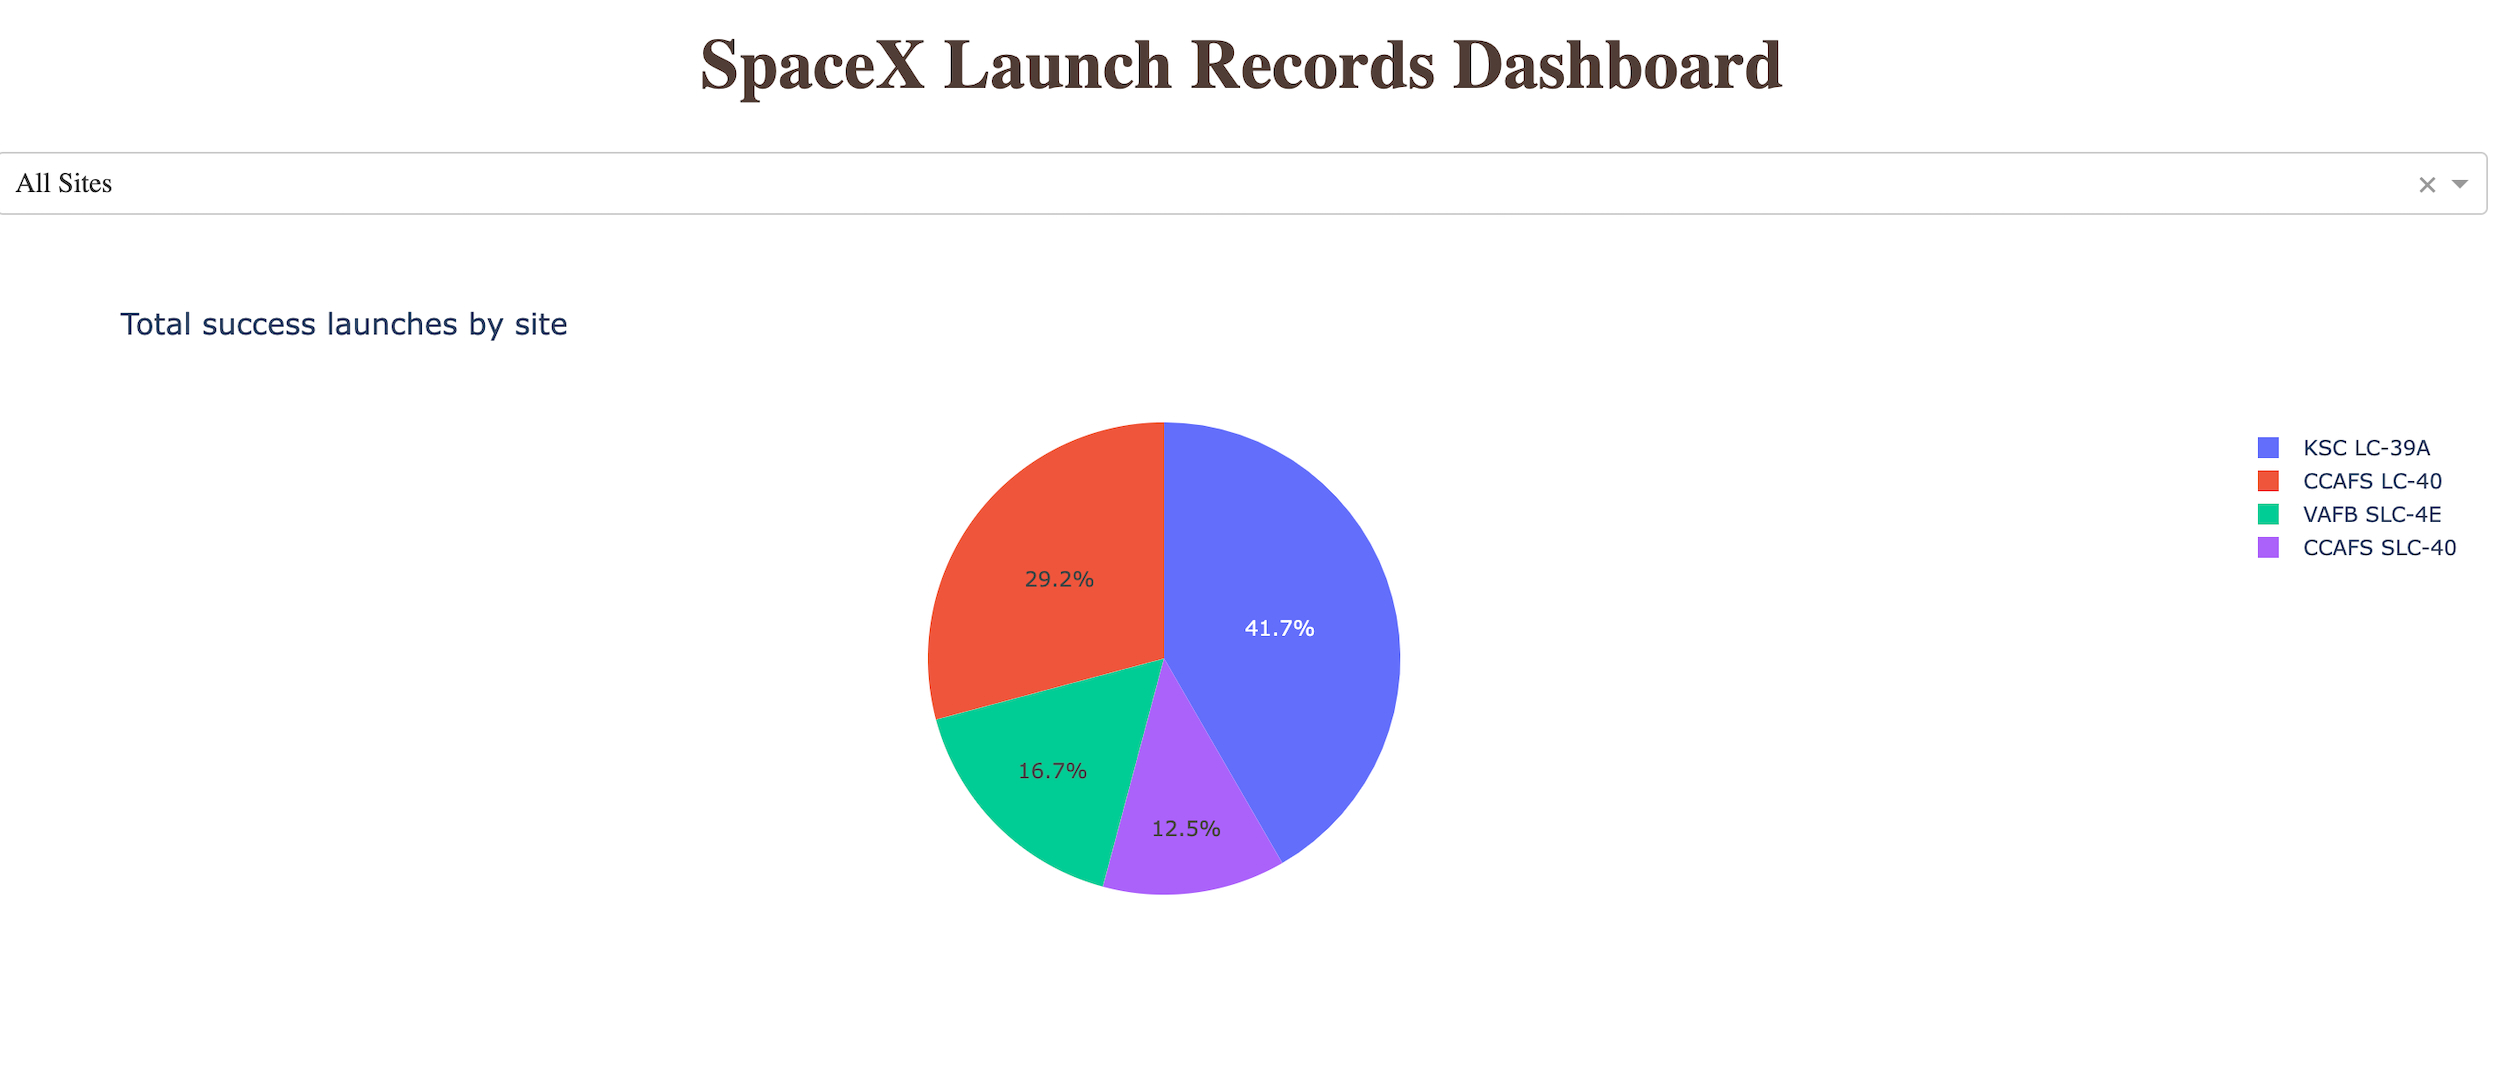 SpaceX Launch Records Dashboard
All Sites
Total success launches by site
KSC LC-39A
CCAFS LC-40
VAFB SLC-4E
CCAFS SLC-40
29.2%
41.7%
16.7%
12.5%